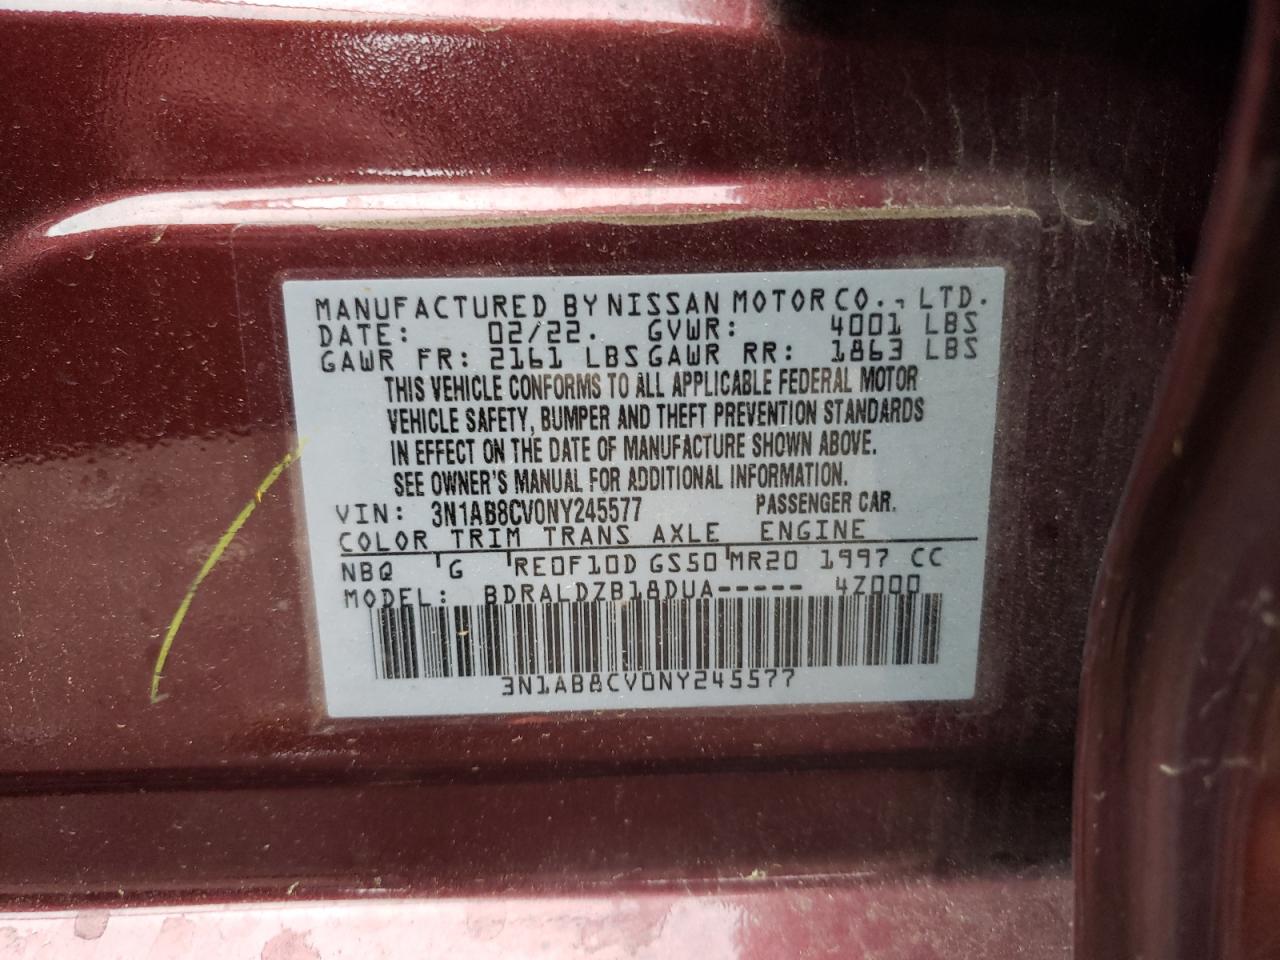 MANUFACTURED BY NISSAN MOTOR CO., LTD.
DATE: 02/22. GVWR: 4001 LBS
GAWR FR: 2161 LBS GAWR RR: 1863 LBS
THIS VEHICLE CONFORMS TO ALL APPLICABLE FEDERAL MOTOR
VEHICLE SAFETY, BUMPER AND THEFT PREVENTION STANDARDS
IN EFFECT ON THE DATE OF MANUFACTURE SHOWN ABOVE.
SEE OWNER'S MANUAL FOR ADDITIONAL INFORMATION.
VIN: 3N1AB8CV0NY245577 PASSENGER CAR.
COLOR TRIM TRANS AXLE ENGINE
NBQ G RE0F10D GS50 MR20 1997 CC
MODEL: BDRALDZB18DUA----- 4Z000
3N1AB8CV0NY245577